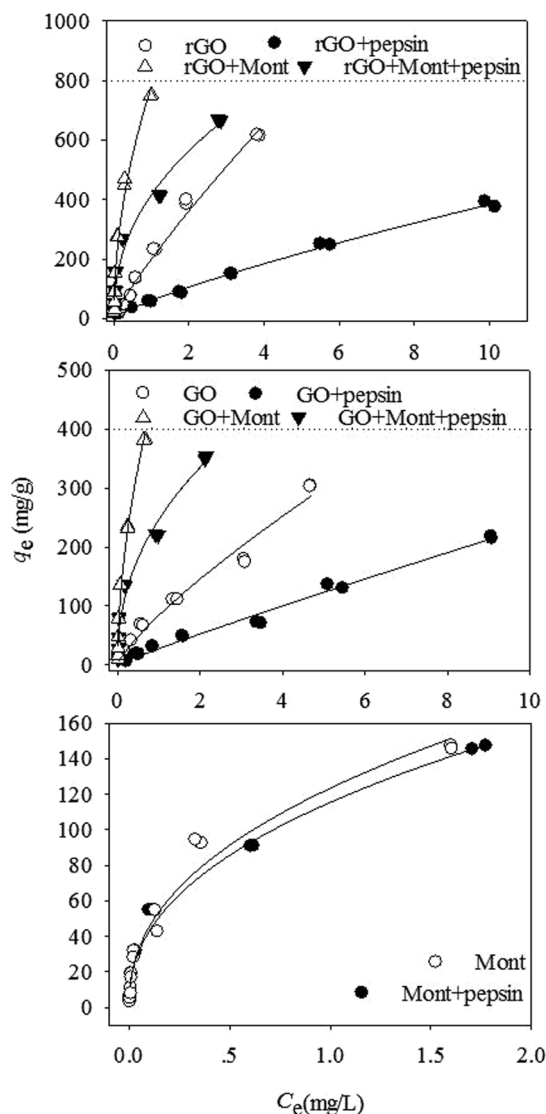 1000
rGO rGO+pepsin
rGO+Mont rGO+Mont+pepsin
800
600
400
200
0
0 2 4 6 8 10
500
GO GO+pepsin
GO+Mont GO+Mont+pepsin
400
300
200
100
0
qe (mg/g)
0 2 4 6 8 10
160
140
120
100
80
60
40
20
0
Mont
Mont+pepsin
0.0 .5 1.0 1.5 2.0
Ce(mg/L)